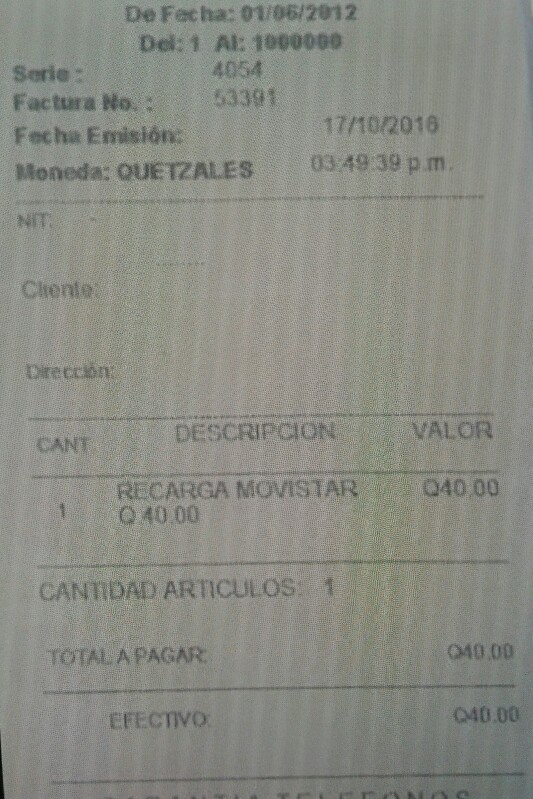 De Fecha: 01/06/2012
Del: 1 Al: 1000000
Serie : 4054
Factura No. : 53391
Fecha Emisión: 17/10/2016
Moneda: QUETZALES 03:49:39 p.m.
NIT: -
Cliente:
Dirección:
CANT. DESCRIPCION VALOR
1 RECARGA MOVISTAR Q40.00
Q.40.00
CANTIDAD ARTICULOS: 1
TOTAL A PAGAR: Q40.00
EFECTIVO: Q40.00